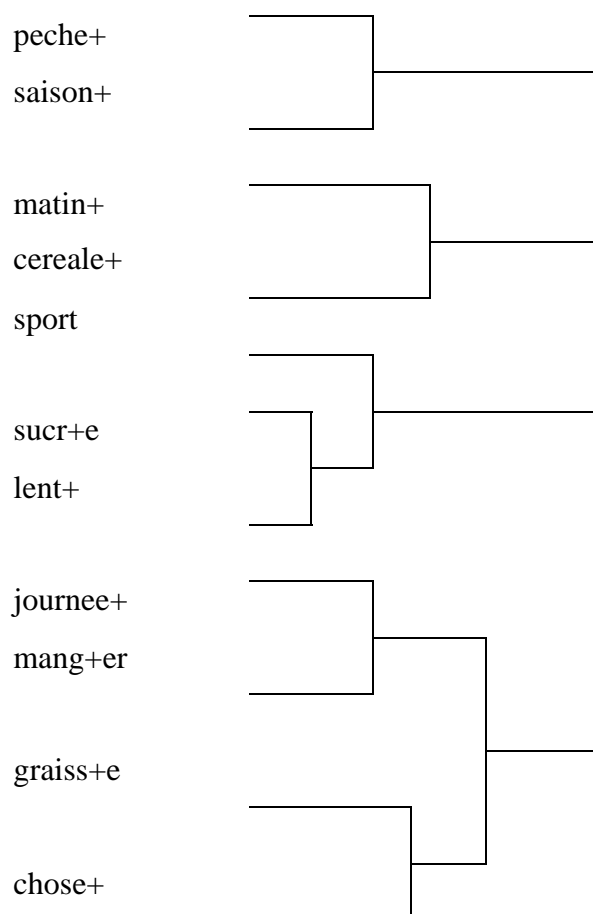 peche+
saison+
matin+
cereale+
sport
sucr+e
lent+
journee+
mang+er
graiss+e
chose+